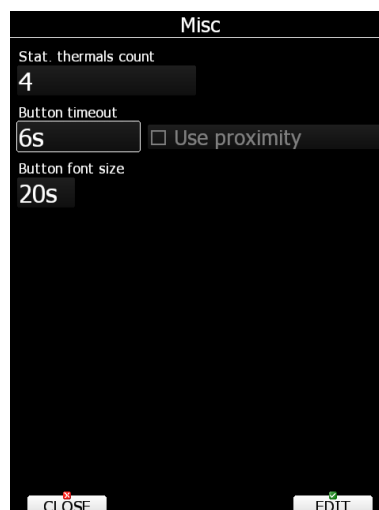 Misc
Stat. thermals count
4
Button timeout
6s
Use proximity
Button font size
20s
CLOSE
EDIT